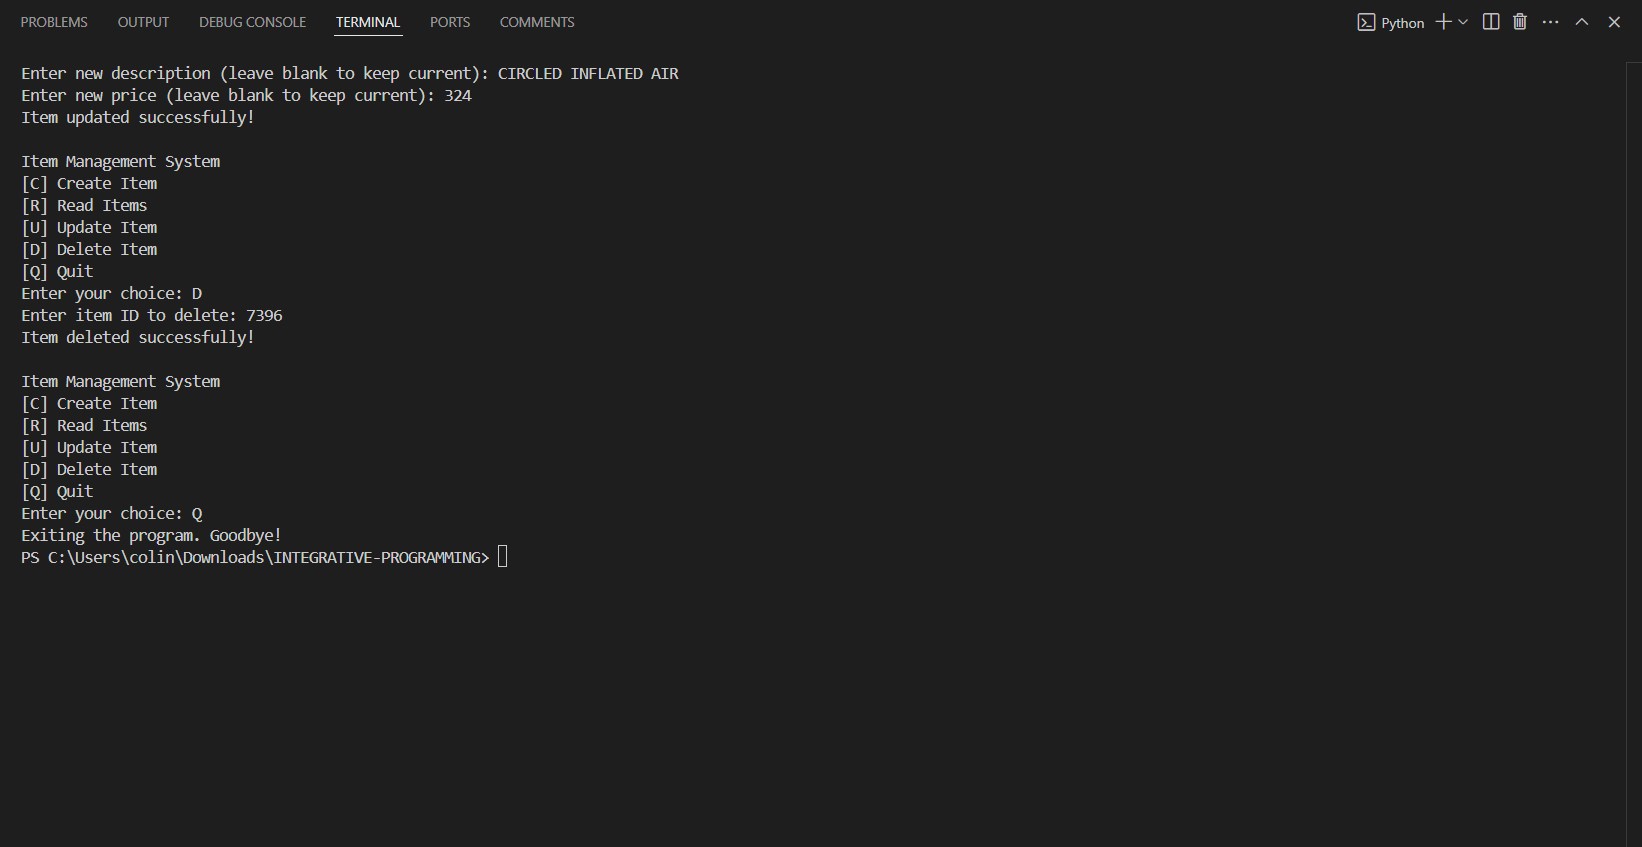 PROBLEMS OUTPUT DEBUG CONSOLE TERMINAL PORTS COMMENTS Python
Enter new description (leave blank to keep current): CIRCLED INFLATED AIR
Enter new price (leave blank to keep current): 324
Item updated successfully!
Item Management System
[C] Create Item
[R] Read Items
[U] Update Item
[D] Delete Item
[Q] Quit
Enter your choice: D
Enter item ID to delete: 7396
Item deleted successfully!
Item Management System
[C] Create Item
[R] Read Items
[U] Update Item
[D] Delete Item
[Q] Quit
Enter your choice: Q
Exiting the program. Goodbye!
PS C:\Users\colin\Downloads\INTEGRATIVE-PROGRAMMING>